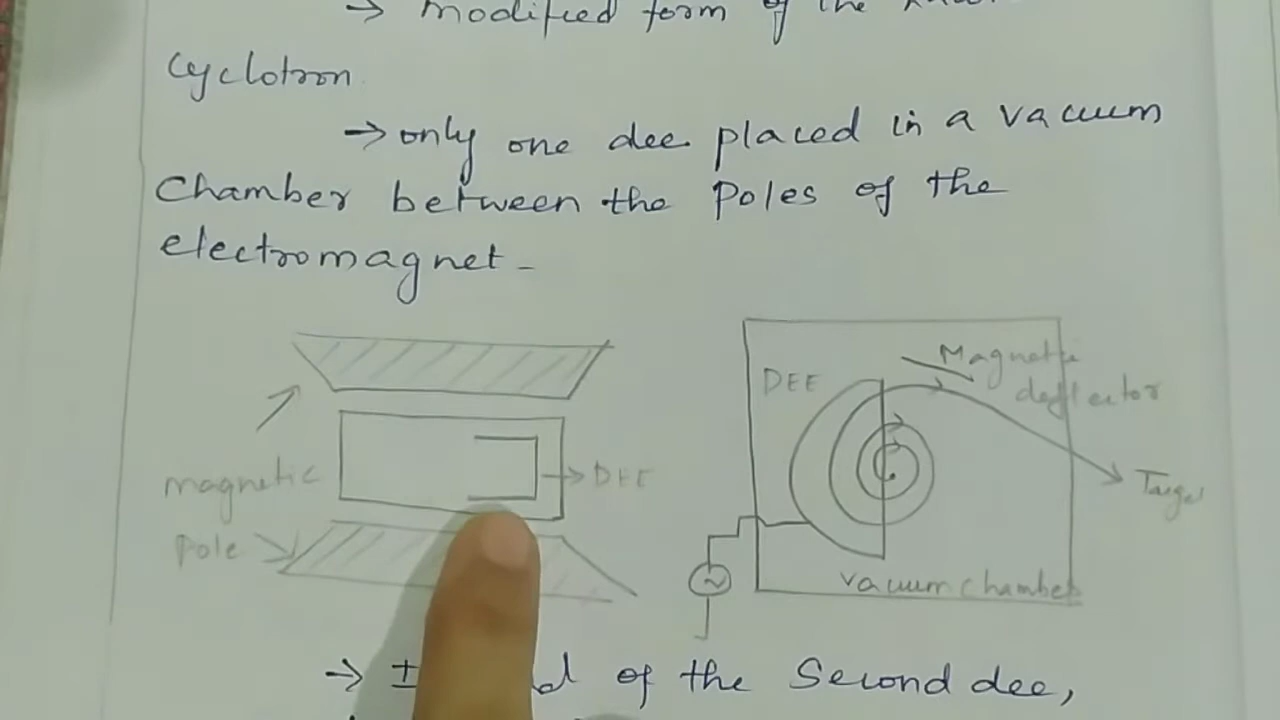 → modified form of the
Cyclotron
→ only one dee placed in a vacuum
Chamber between the Poles of the
electromagnet -
DEE
Magnetic
deflector
magnetic
pole
DEE
Target
vacuum chamber
→ of the Second dee,